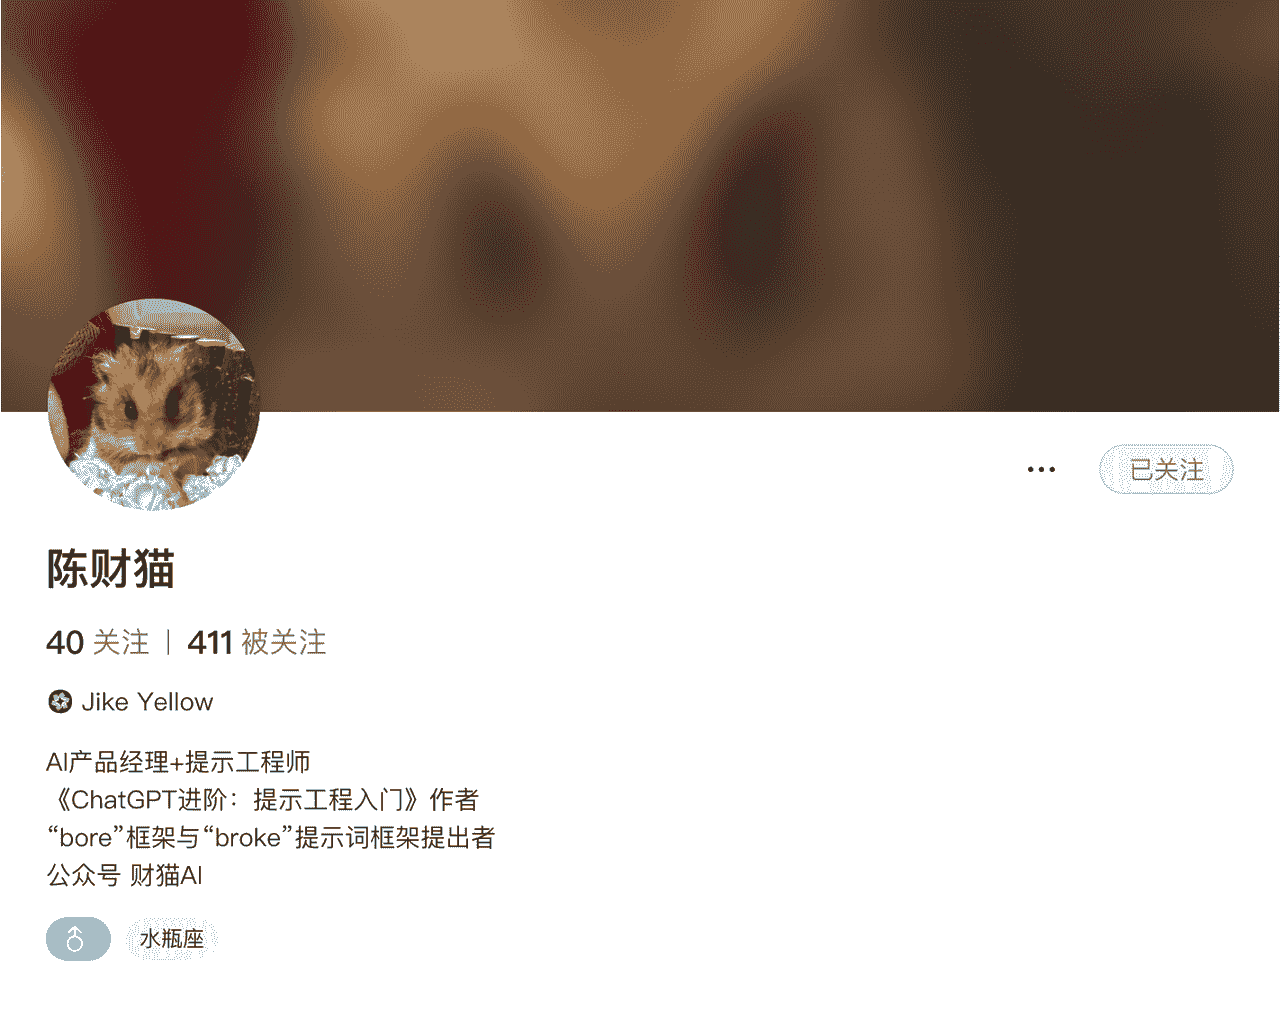 已关注
陈财猫
40 关注 | 411 被关注
Jike Yellow
AI产品经理+提示工程师
《ChatGPT进阶：提示工程入门》作者
“bore”框架与“broke”提示词框架提出者
公众号 财猫AI
水瓶座